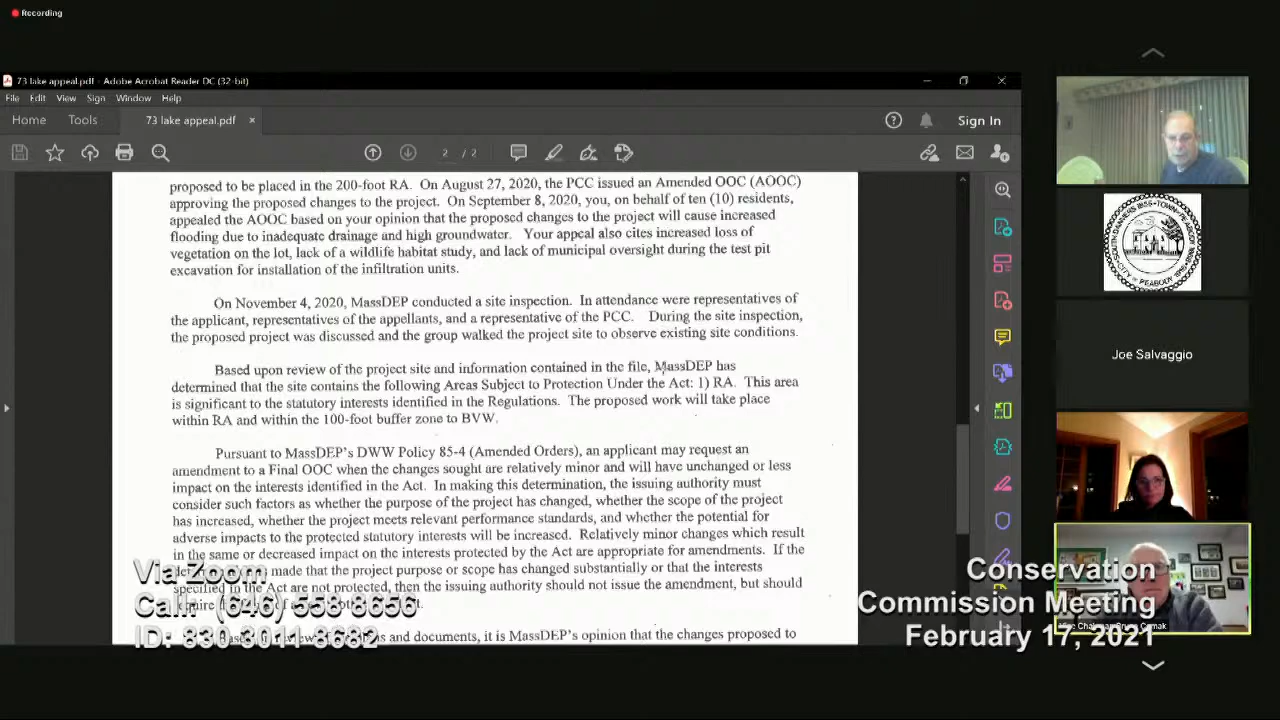 Recording
73 lake appeal.pdf - Adobe Acrobat Reader DC (32-bit)
File Edit View Sign Window Help
Home Tools 73 lake appeal.pdf × Sign In
2 / 2
proposed to be placed in the 200-foot RA. On August 27, 2020, the PCC issued an Amended OOC (AOOC)
approving the proposed changes to the project. On September 8, 2020, you, on behalf of ten (10) residents,
appealed the AOOC based on your opinion that the proposed changes to the project will cause increased
flooding due to inadequate drainage and high groundwater. Your appeal also cites increased loss of
vegetation on the lot, lack of a wildlife habitat study, and lack of municipal oversight during the test pit
excavation for installation of the infiltration units.
On November 4, 2020, MassDEP conducted a site inspection. In attendance were representatives of
the applicant, representatives of the appellants, and a representative of the PCC. During the site inspection,
the proposed project was discussed and the group walked the project site to observe existing site conditions.
Based upon review of the project site and information contained in the file, MassDEP has
determined that the site contains the following Areas Subject to Protection Under the Act: 1) RA. This area
is significant to the statutory interests identified in the Regulations. The proposed work will take place
within RA and within the 100-foot buffer zone to BVW.
Pursuant to MassDEP's DWW Policy 85-4 (Amended Orders), an applicant may request an
amendment to a Final OOC when the changes sought are relatively minor and will have unchanged or less
impact on the interests identified in the Act. In making this determination, the issuing authority must
consider such factors as whether the purpose of the project has changed, whether the scope of the project
has increased, whether the project meets relevant performance standards, and whether the potential for
adverse impacts to the protected statutory interests will be increased. Relatively minor changes which result
in the same or decreased impact on the interests protected by the Act are appropriate for amendments. If the
made that the project purpose or scope has changed substantially or that the interests
specified in the Act are not protected, then the issuing authority should not issue the amendment, but should
and documents, it is MassDEP's opinion that the changes proposed to
Via Zoom
Call: (646) 558 8656
ID: 830 3011 8682
Conservation
Commission Meeting
February 17, 2021
Joe Salvaggio